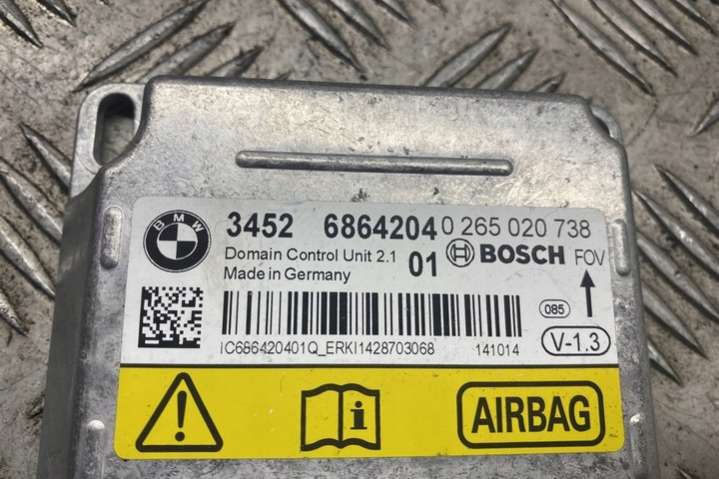 BMW
3452 6864204 0 265 020 738
Domain Control Unit 2.1 01 BOSCH FOV
Made in Germany
085
IC686420401Q_ERKI1428703068 141014
V-1.3
AIRBAG